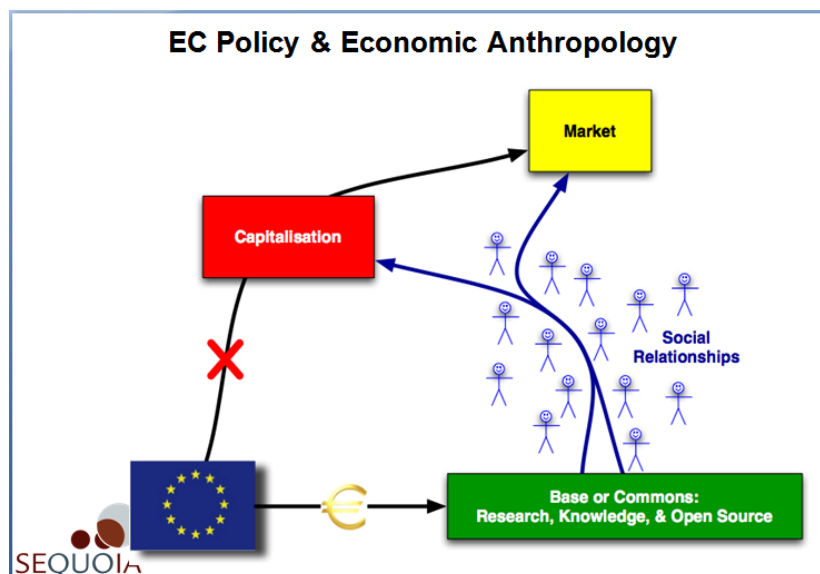 EC Policy & Economic Anthropology
Market
Capitalisation
Social
Relationships
€
Base or Commons:
Research, Knowledge, & Open Source
SEQUOIA